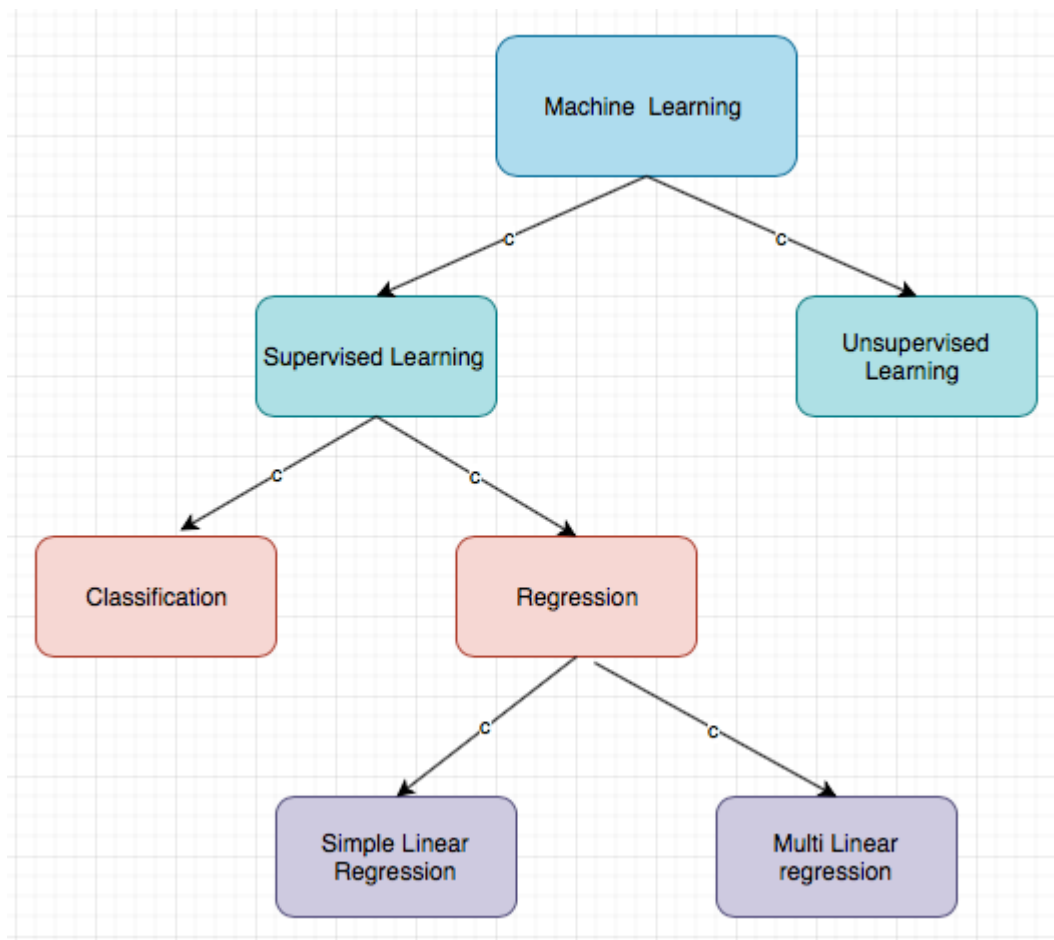 Machine  Learning
c
c
Supervised Learning
Unsupervised
Learning
c
c
Classification
Regression
c
c
Simple Linear
Regression
Multi Linear
regression